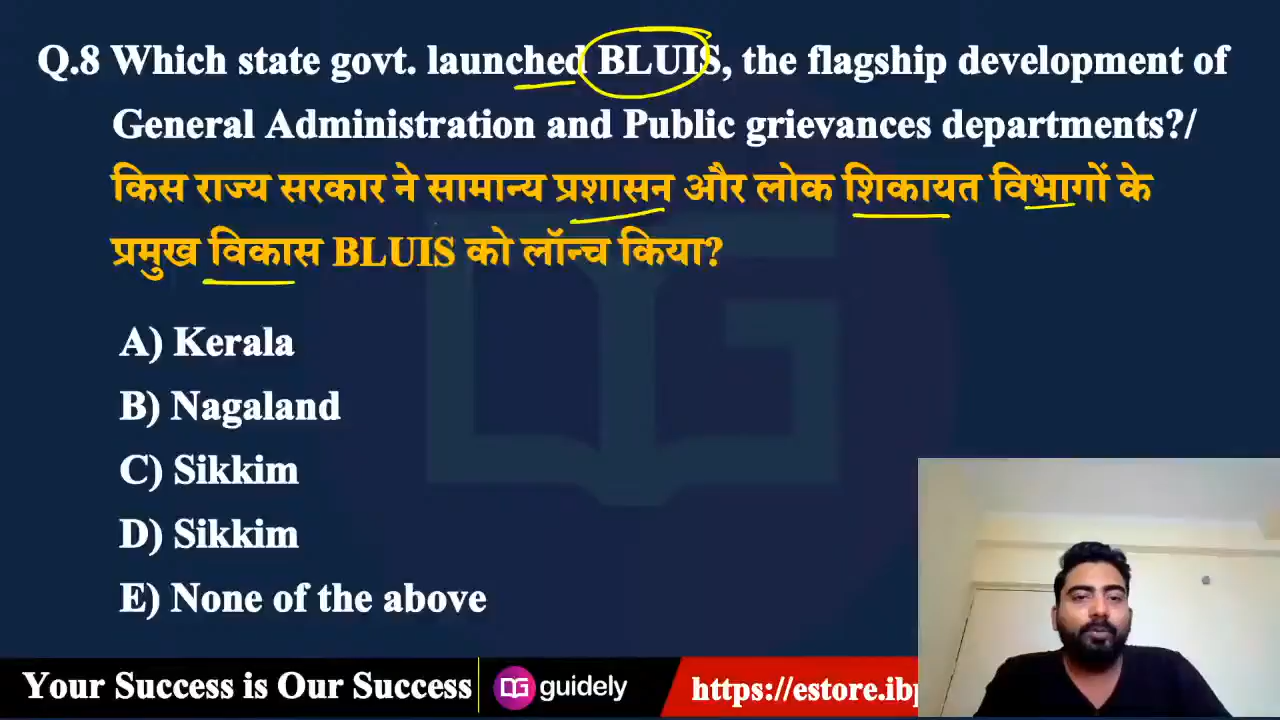 Q.8 Which state govt. launched BLUIS, the flagship development of
General Administration and Public grievances departments?/
किस राज्य सरकार ने सामान्य प्रशासन और लोक शिकायत विभागों के
प्रमुख विकास BLUIS को लॉन्च किया?
A) Kerala
B) Nagaland
C) Sikkim
D) Sikkim
E) None of the above
Your Success is Our Success
guidely
https://estore.ibp